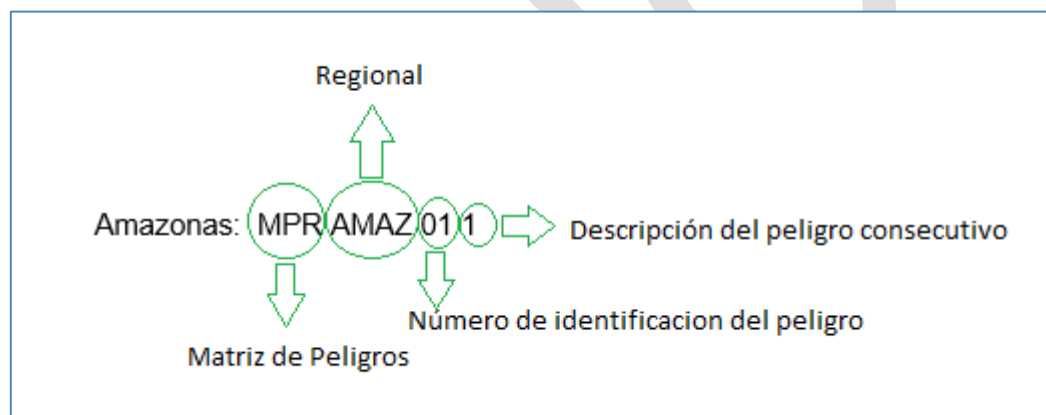 Regional
Amazonas: MPR AMAZ 01 1
Descripción del peligro consecutivo
Número de identificacion del peligro
Matriz de Peligros